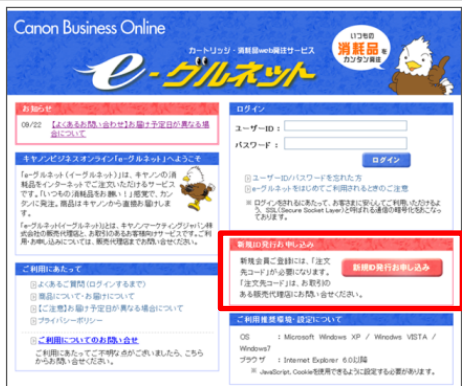 Canon Business Online
カートリッジ・消耗品web発注サービス
e-グルネット
いつもの
消耗品を
カンタン発注
お知らせ
09/22 【よくあるお問い合わせ】お届け予定日が異なる場
合について
キヤノンビジネスオンライン「e-グルネット」へようこそ
「e-グルネット(イーグルネット)」は、キヤノンの消
耗品をインターネットでご注文いただけるサービス
です。「いつもの消耗品をお願い！」感覚で、カン
タンに発注。商品はキヤノンから直接お届けしま
す。
「e-グルネット(イーグルネット)」は、キヤノンマーケティングジャパン株
式会社の販売代理店と、お取引のあるお客様向けサービスです。ご利
用・お申し込みについては、販売代理店までお問い合せください。
ご利用にあたって
よくあるご質問(ログインするまで)
商品について・お届けについて
【ご注意】お届け予定日が異なる場合について
プライバシーポリシー
ご利用についてのお問い合せ
ご利用にあたってご不明な点がございましたら、こちら
からお問い合せください。
ログイン
ユーザーID :
パスワード :
ログイン
ユーザーID/パスワードを忘れた方
e-グルネットをはじめてご利用されるときのご注意
※ ログインをされるにあたって、お客さまに安心してご利用いただけるよ
う、SSL(Secure Socket Layer)と呼ばれる通信の暗号化をおこなっ
ております。
新規ID発行お申し込み
新規会員ご登録には、「注文
先コード」が必要になります。
「注文先コード」は、お取引の
ある販売代理店にお問い合せください。
新規ID発行お申し込み
ご利用推奨環境・設定について
OS : Microsoft Windows XP / Winodws VISTA /
Windows7
ブラウザ : Internet Explorer 6.0以降
※ JavaScript、Cookieを使用できるように設定する必要があります。